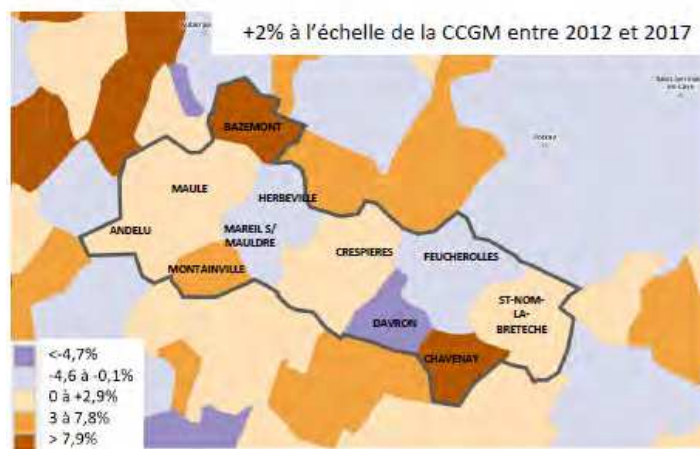 +2% à l’échelle de la CCGM entre 2012 et 2017
BAZEMONT
MAULE
HERBEVILLE
ANDELU
MAREIL S/
MAULDRE
CRESPIERES
FEUCHEROLLES
MONTAINVILLE
ST-NOM-
LA-
BRETECHE
DAVRON
CHAVENAY
<-4,7%
-4,6 à -0,1%
0 à +2,9%
3 à 7,8%
> 7,9%